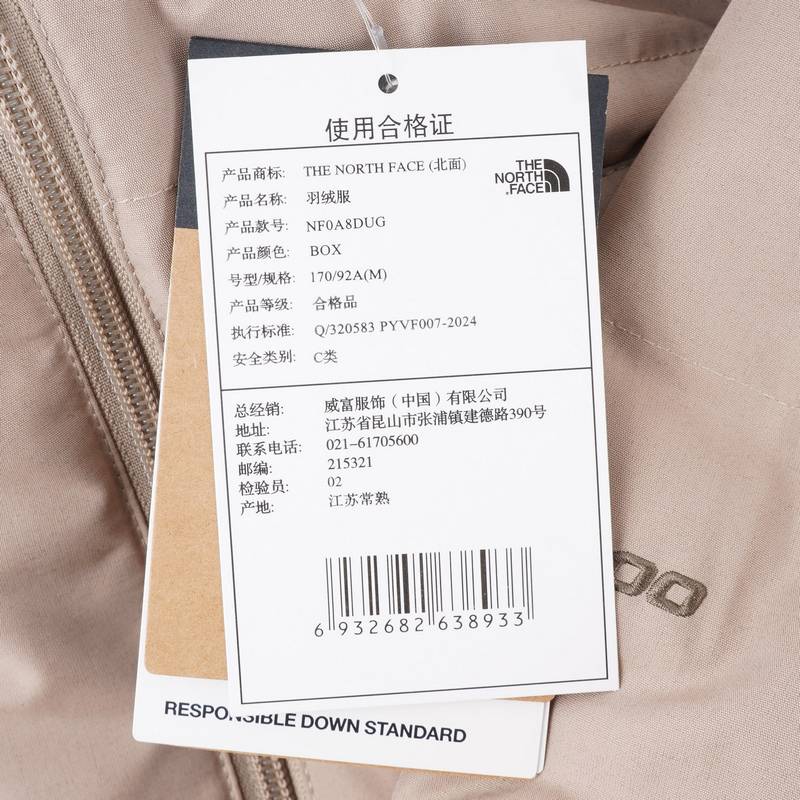 使用合格证
产品商标: THE NORTH FACE (北面)
THE
NORTH
FACE
产品名称: 羽绒服
产品款号: NF0A8DUG
产品颜色: BOX
号型/规格: 170/92A(M)
产品等级: 合格品
执行标准: Q/320583 PYVF007-2024
安全类别: C类
总经销: 威富服饰（中国）有限公司
地址: 江苏省昆山市张浦镇建德路390号
联系电话: 021-61705600
邮编: 215321
检验员: 02
产地: 江苏常熟
6 932682 638933
RESPONSIBLE DOWN STANDARD